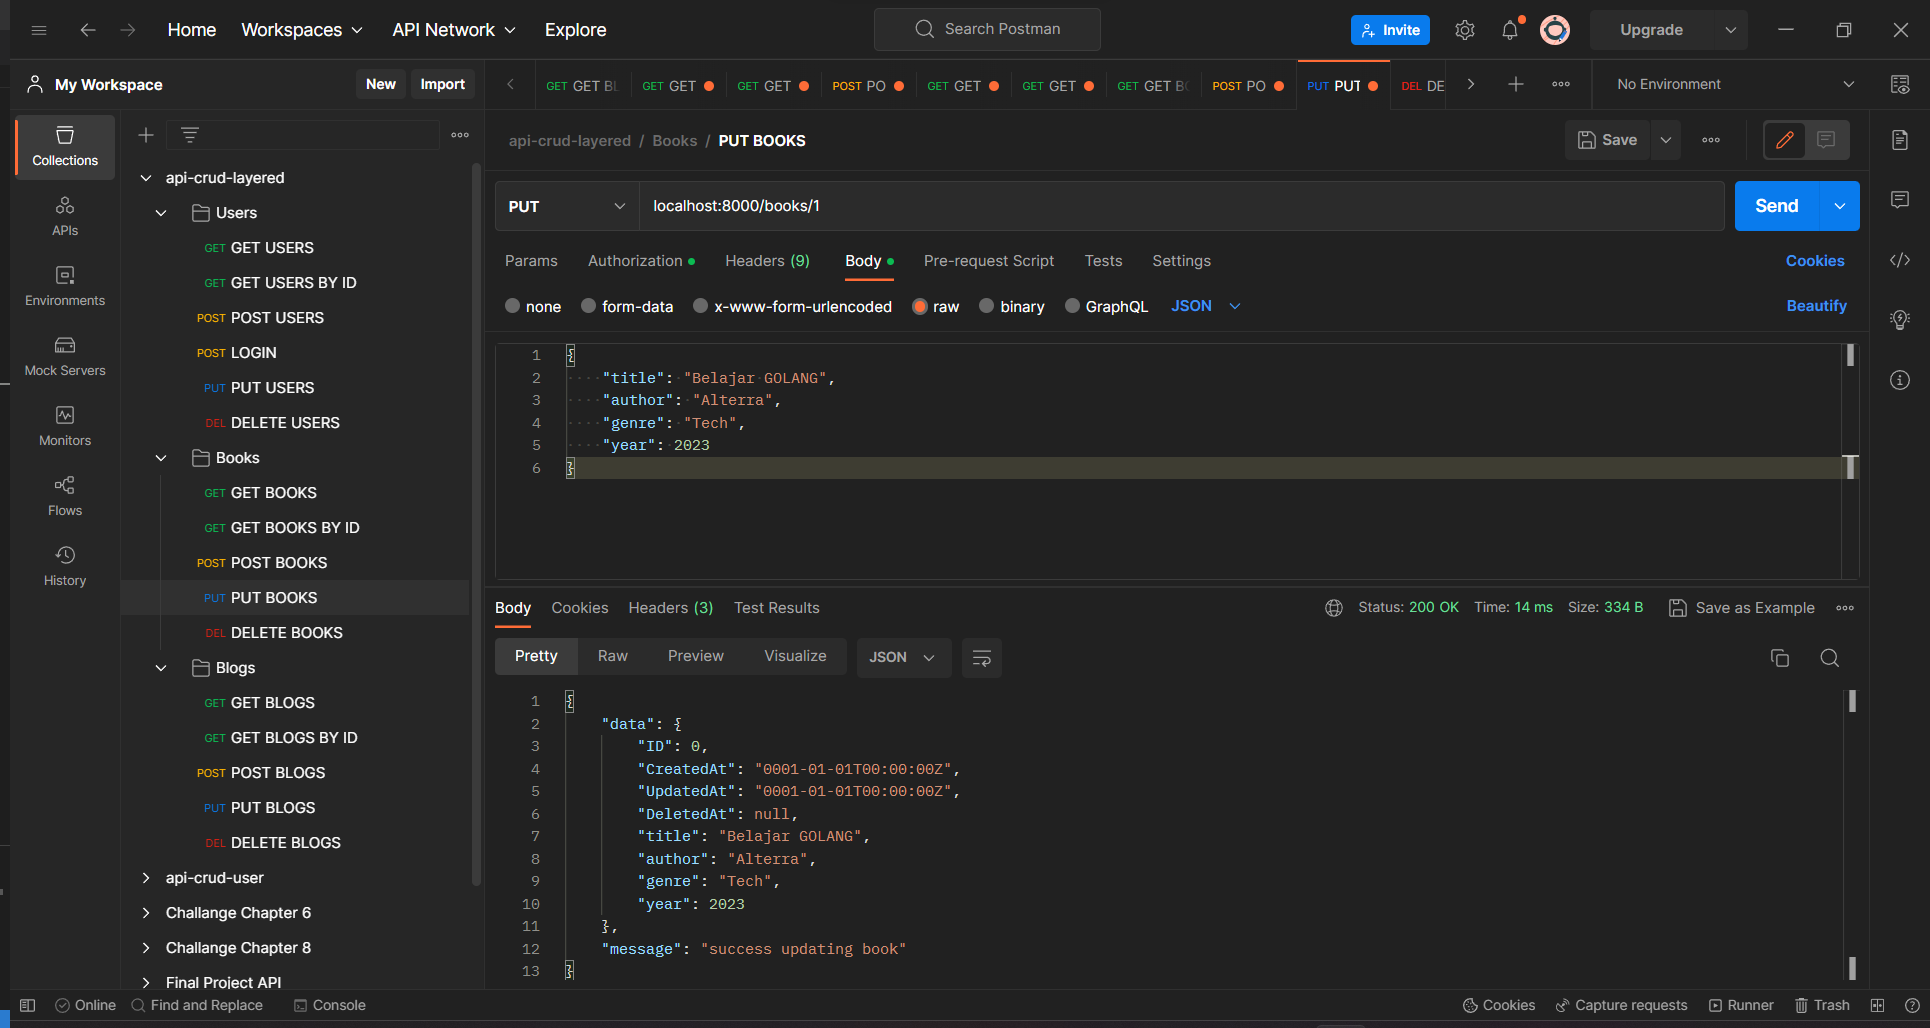 Home Workspaces API Network Explore Search Postman Invite Upgrade
My Workspace New Import GET GET BL GET GET GET GET POST PO GET GET GET GET GET GET BO POST PO PUT PUT DEL DE No Environment
Collections
APIs
Environments
Mock Servers
Monitors
Flows
History
api-crud-layered
Users
GET GET USERS
GET GET USERS BY ID
POST POST USERS
POST LOGIN
PUT PUT USERS
DEL DELETE USERS
Books
GET GET BOOKS
GET GET BOOKS BY ID
POST POST BOOKS
PUT PUT BOOKS
DEL DELETE BOOKS
Blogs
GET GET BLOGS
GET GET BLOGS BY ID
POST POST BLOGS
PUT PUT BLOGS
DEL DELETE BLOGS
api-crud-user
Challange Chapter 6
Challange Chapter 8
Final Project API
api-crud-layered / Books / PUT BOOKS Save
PUT localhost:8000/books/1 Send
Params Authorization Headers (9) Body Pre-request Script Tests Settings Cookies
none form-data x-www-form-urlencoded raw binary GraphQL JSON Beautify
1 {
2 "title": "Belajar GOLANG",
3 "author": "Alterra",
4 "genre": "Tech",
5 "year": 2023
6 }
Body Cookies Headers (3) Test Results Status: 200 OK Time: 14 ms Size: 334 B Save as Example
Pretty Raw Preview Visualize JSON
1 {
2 "data": {
3 "ID": 0,
4 "CreatedAt": "0001-01-01T00:00:00Z",
5 "UpdatedAt": "0001-01-01T00:00:00Z",
6 "DeletedAt": null,
7 "title": "Belajar GOLANG",
8 "author": "Alterra",
9 "genre": "Tech",
10 "year": 2023
11 },
12 "message": "success updating book"
13 }
Online Find and Replace Console Cookies Capture requests Runner Trash